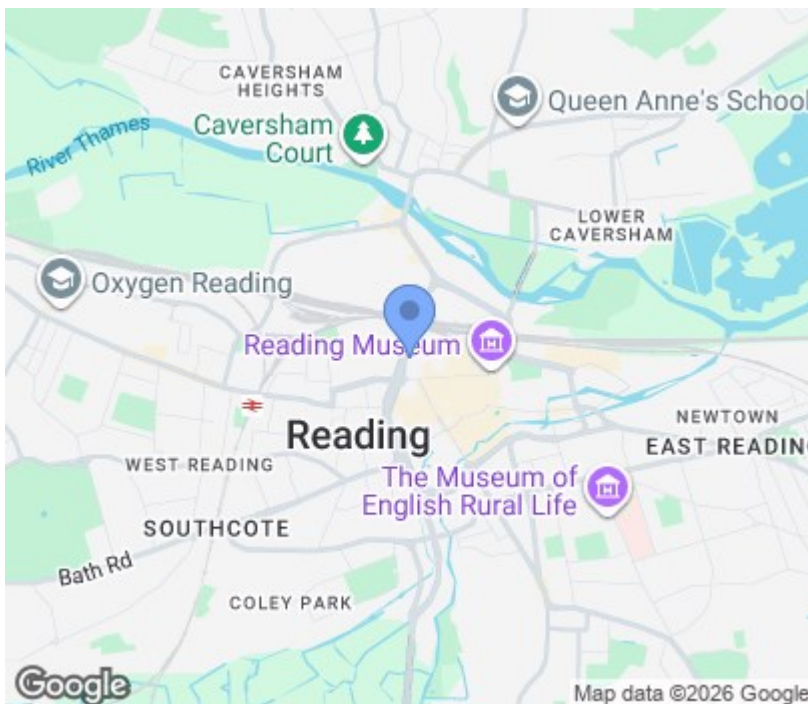 CAVERSHAM
HEIGHTS
Queen Anne's School
Caversham
Court
River Thames
LOWER
CAVERSHAM
Oxygen Reading
Reading Museum
Reading
NEWTOWN
EAST READING
WEST READING
The Museum of
English Rural Life
SOUTHCOTE
Bath Rd
COLEY PARK
Google
Map data ©2026 Google